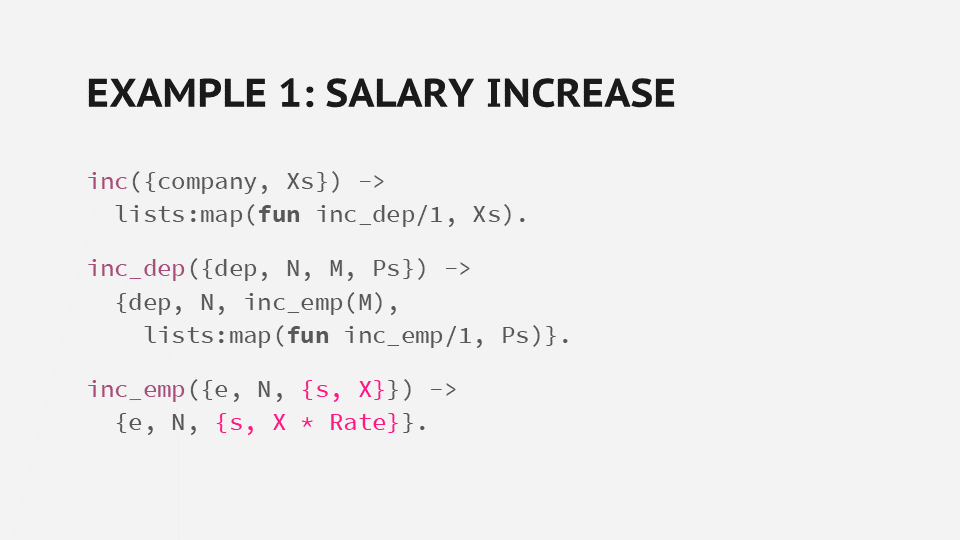 EXAMPLE 1: SALARY INCREASE
inc({company, Xs}) ->
  lists:map(fun inc_dep/1, Xs).
inc_dep({dep, N, M, Ps}) ->
  {dep, N, inc_emp(M),
    lists:map(fun inc_emp/1, Ps)}.
inc_emp({e, N, {s, X}}) ->
  {e, N, {s, X * Rate}}.